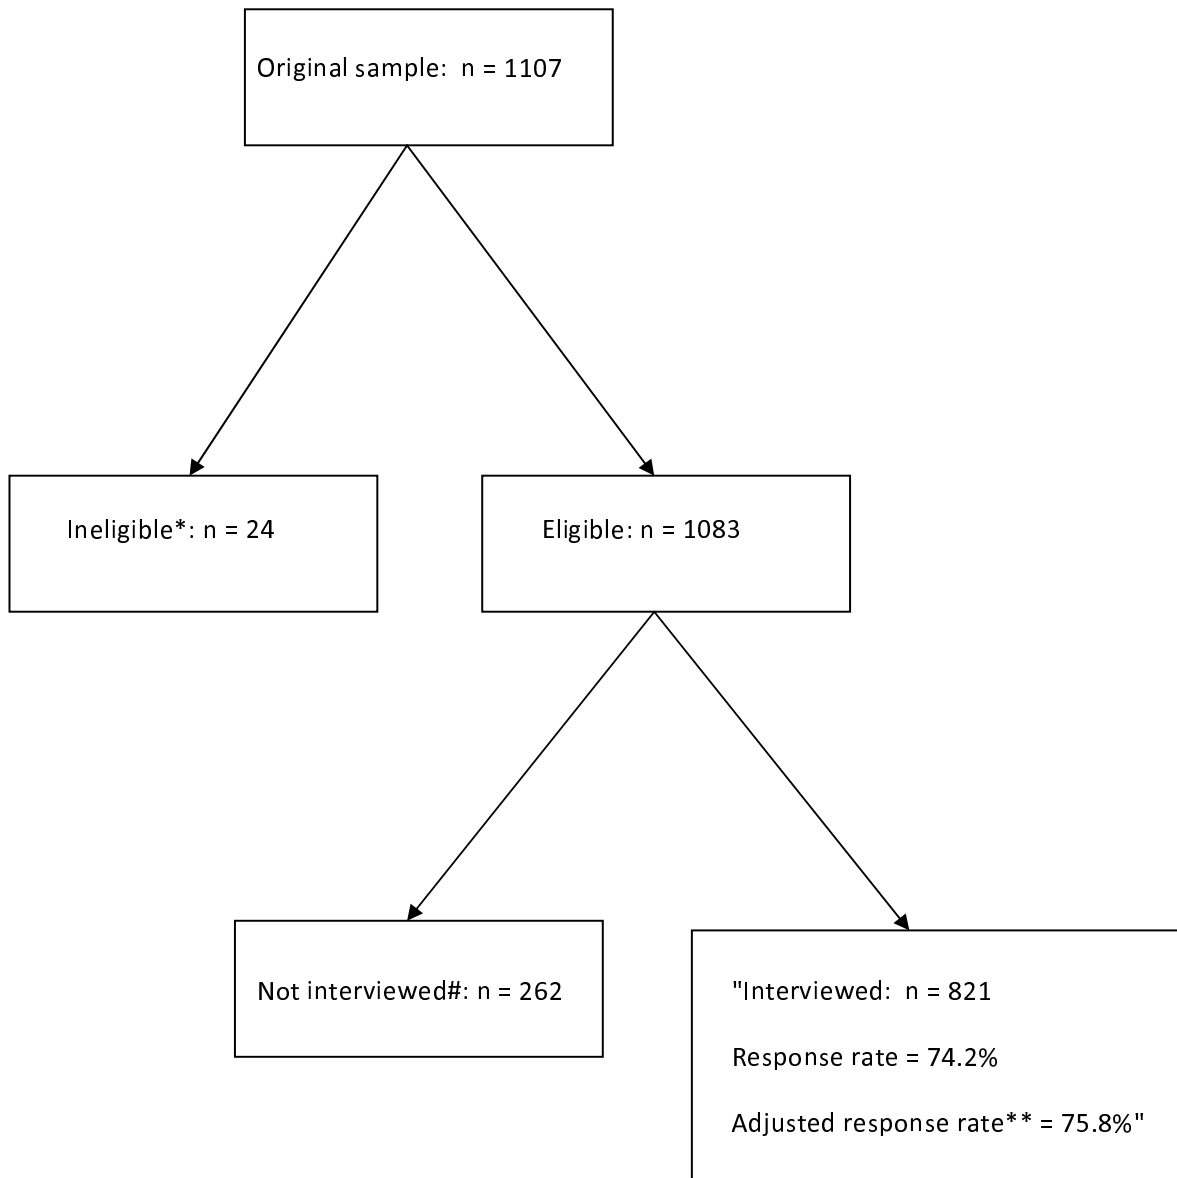 Original sample:  n = 1107
Ineligible*: n = 24
Eligible: n = 1083
Not interviewed#: n = 262
"Interviewed:  n = 821
Response rate = 74.2%
Adjusted response rate** = 75.8%"